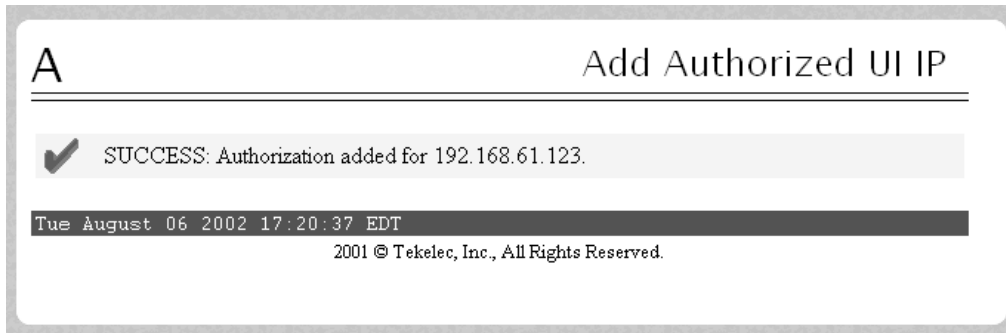 A Add Authorized UI IP
SUCCESS: Authorization added for 192.168.61.123.
Tue August 06 2002 17:20:37 EDT
2001 © Tekelec, Inc., All Rights Reserved.